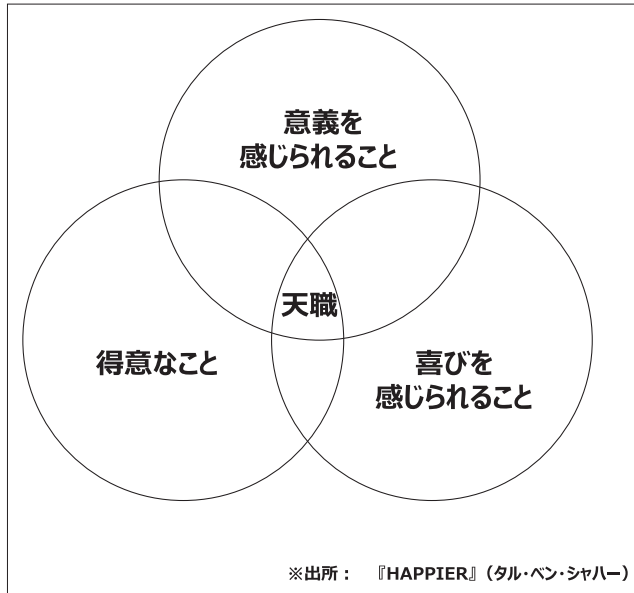 意義を
感じられること
天職
得意なこと
喜びを
感じられること
※出所： 『HAPPIER』（タル・ベン・シャハー）